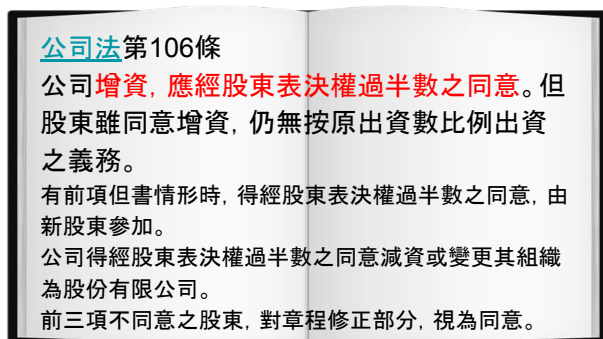 公司法第106條
公司增資，應經股東表決權過半數之同意。但
股東雖同意增資，仍無按原出資數比例出資
之義務。
有前項但書情形時，得經股東表決權過半數之同意，由
新股東參加。
公司得經股東表決權過半數之同意減資或變更其組織
為股份有限公司。
前三項不同意之股東，對章程修正部分，視為同意。